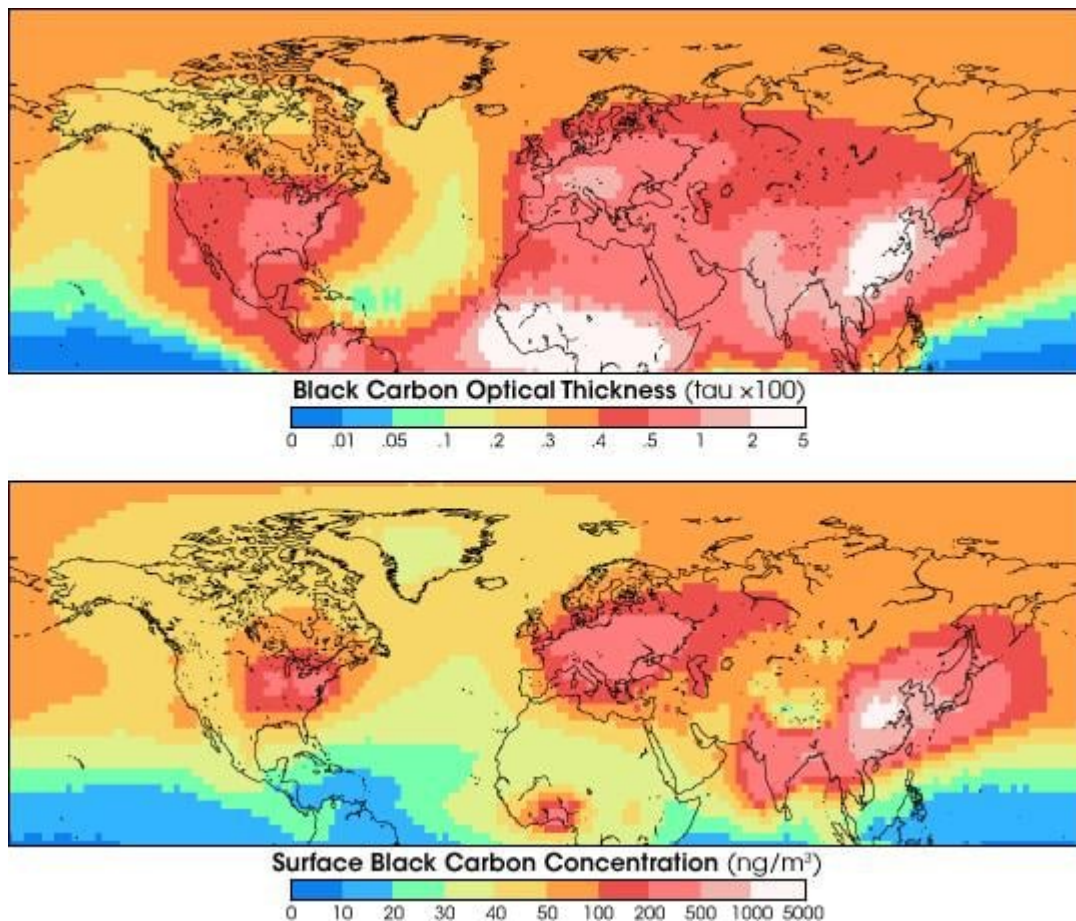 Black Carbon Optical Thickness (tau ×100)
0 .01 .05 .1 .2 .3 .4 .5 1 2 5
Surface Black Carbon Concentration (ng/m³)
0 10 20 30 40 50 100 200 500 1000 5000